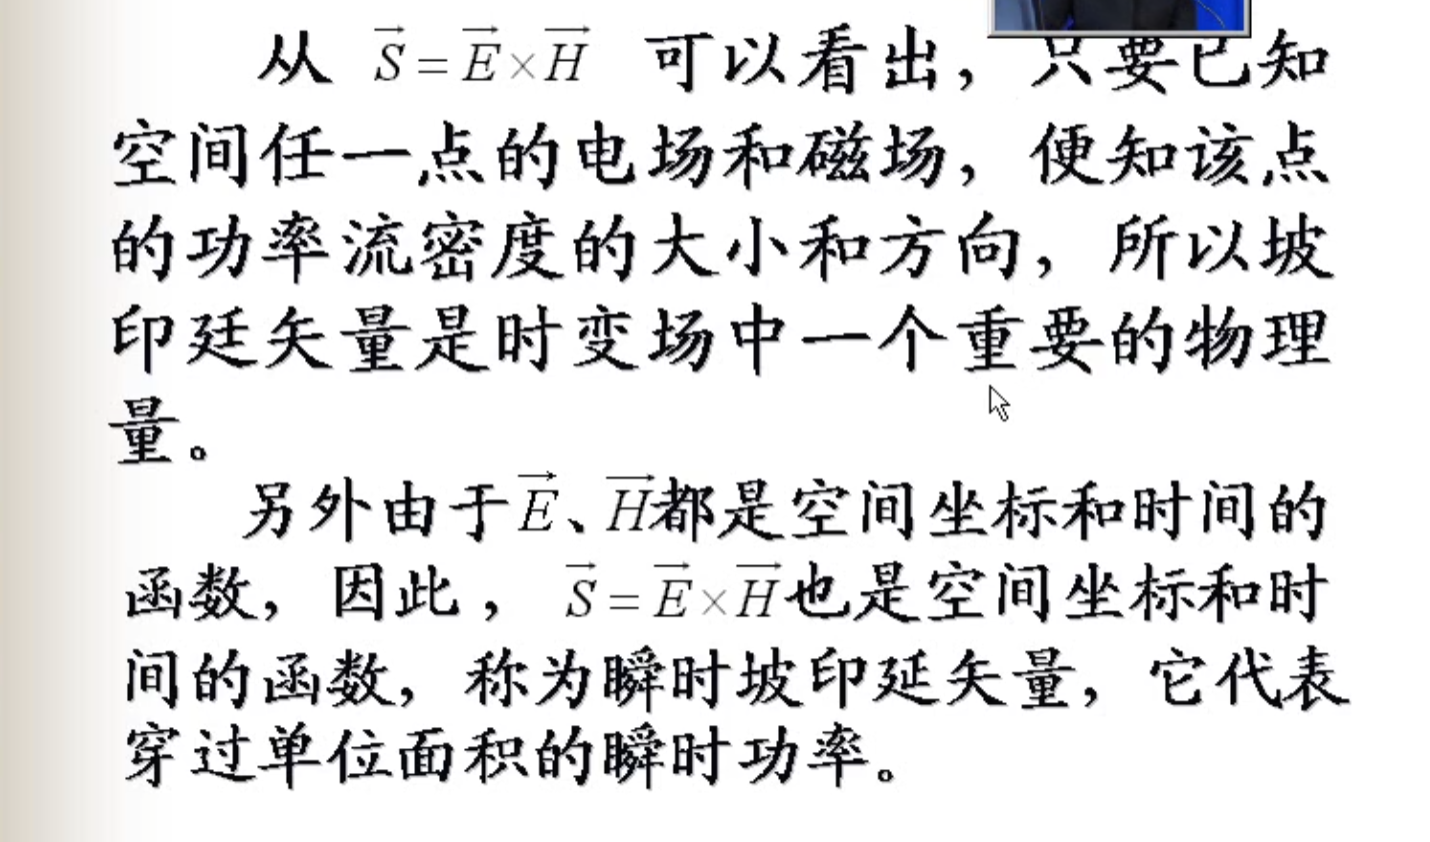 从 $\vec{S}=\vec{E}\times\vec{H}$ 可以看出，只要已知
空间任一点的电场和磁场，便知该点
的功率流密度的大小和方向，所以坡
印廷矢量是时变场中一个重要的物理
量。
另外由于$\vec{E}$、$\vec{H}$都是空间坐标和时间的
函数，因此， $\vec{S}=\vec{E}\times\vec{H}$也是空间坐标和时
间的函数，称为瞬时坡印延矢量，它代表
穿过单位面积的瞬时功率。